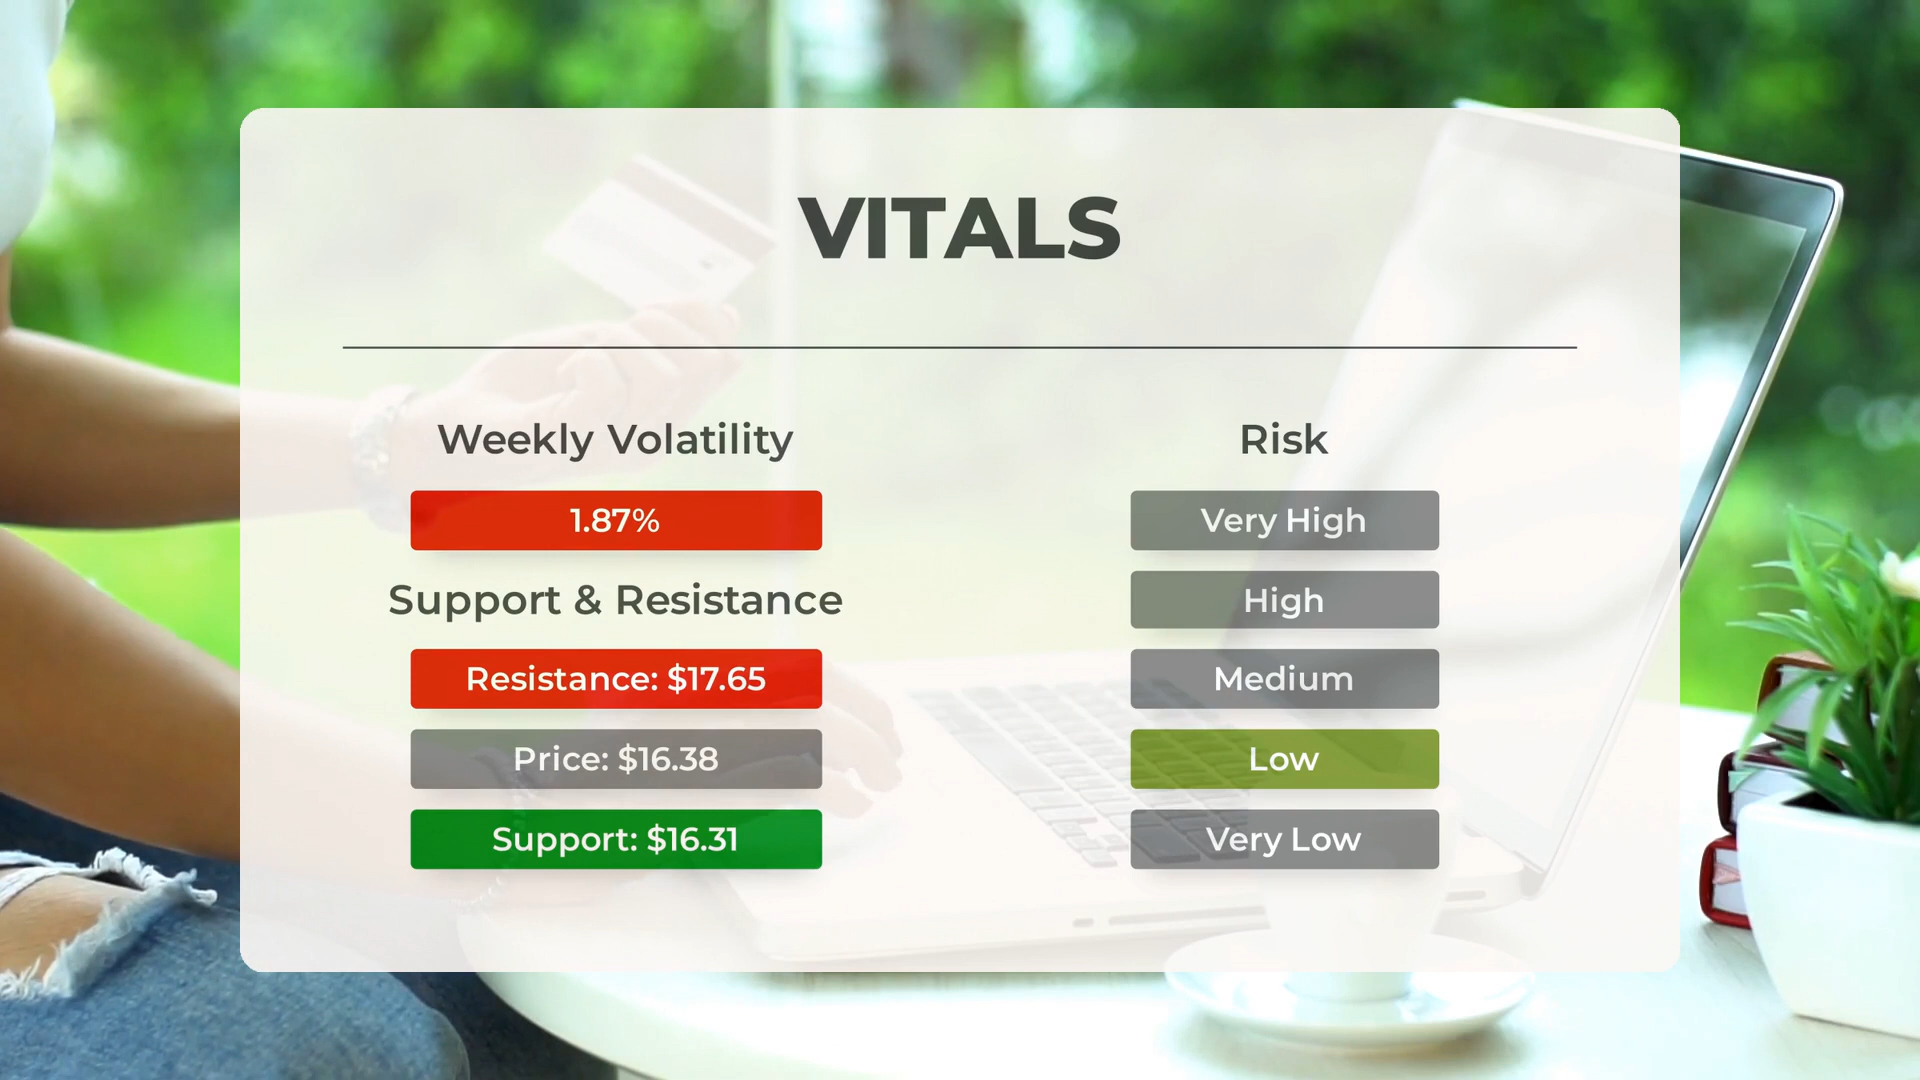 VITALS
Weekly Volatility
1.87%
Support & Resistance
Resistance: $17.65
Price: $16.38
Support: $16.31
Risk
Very High
High
Medium
Low
Very Low